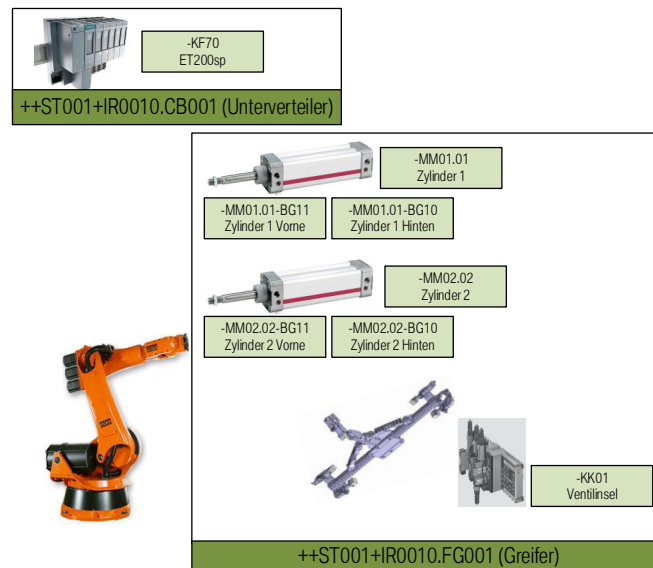 -KF70
ET200sp
++ST001+IR0010.CB001 (Unterverteiler)
-MM01.01
Zylinder 1
-MM01.01-BG11
Zylinder 1 Vorne
-MM01.01-BG10
Zylinder 1 Hinten
-MM02.02
Zylinder 2
-MM02.02-BG11
Zylinder 2 Vorne
-MM02.02-BG10
Zylinder 2 Hinten
-KK01
Ventilinsel
++ST001+IR0010.FG001 (Greifer)